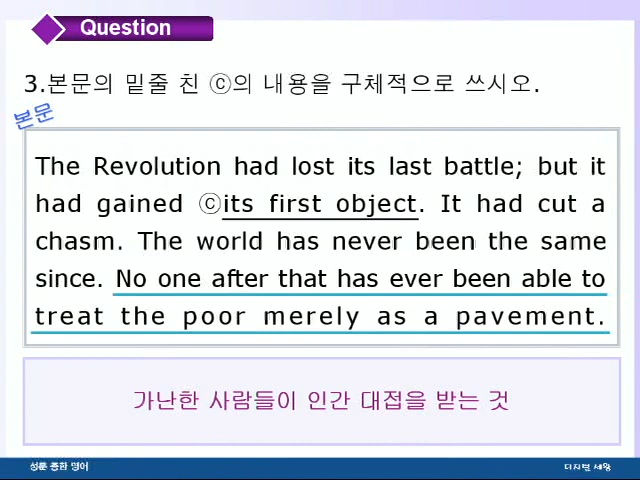 Question
3.본문의 밑줄 친 ⓒ의 내용을 구체적으로 쓰시오.
본문
The Revolution had lost its last battle; but it
had gained ⓒits first object. It had cut a
chasm. The world has never been the same
since. No one after that has ever been able to
treat the poor merely as a pavement.
가난한 사람들이 인간 대접을 받는 것
성문 종합 영어
디지털 세망